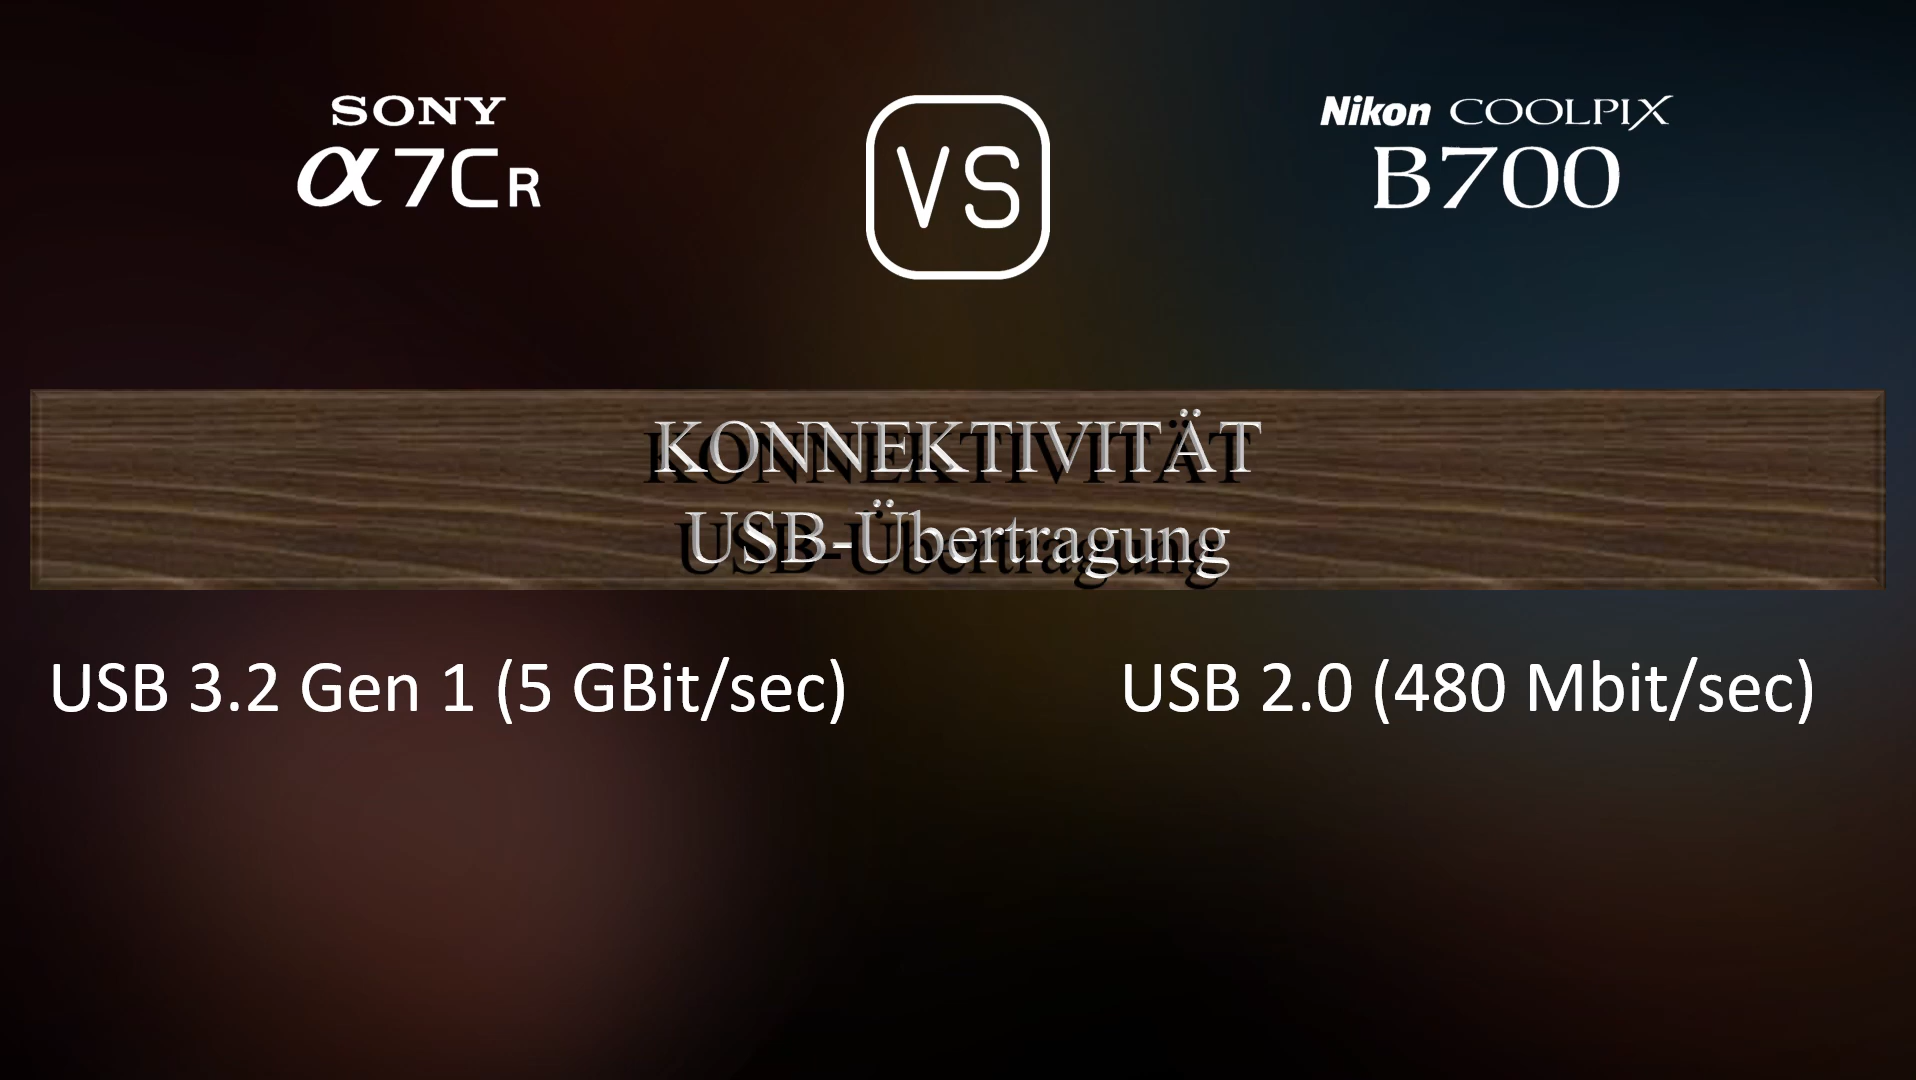 SONY
α7CR
VS
Nikon COOLPIX
B700
KONNEKTIVITÄT
USB-Übertragung
USB 3.2 Gen 1 (5 GBit/sec)
USB 2.0 (480 Mbit/sec)